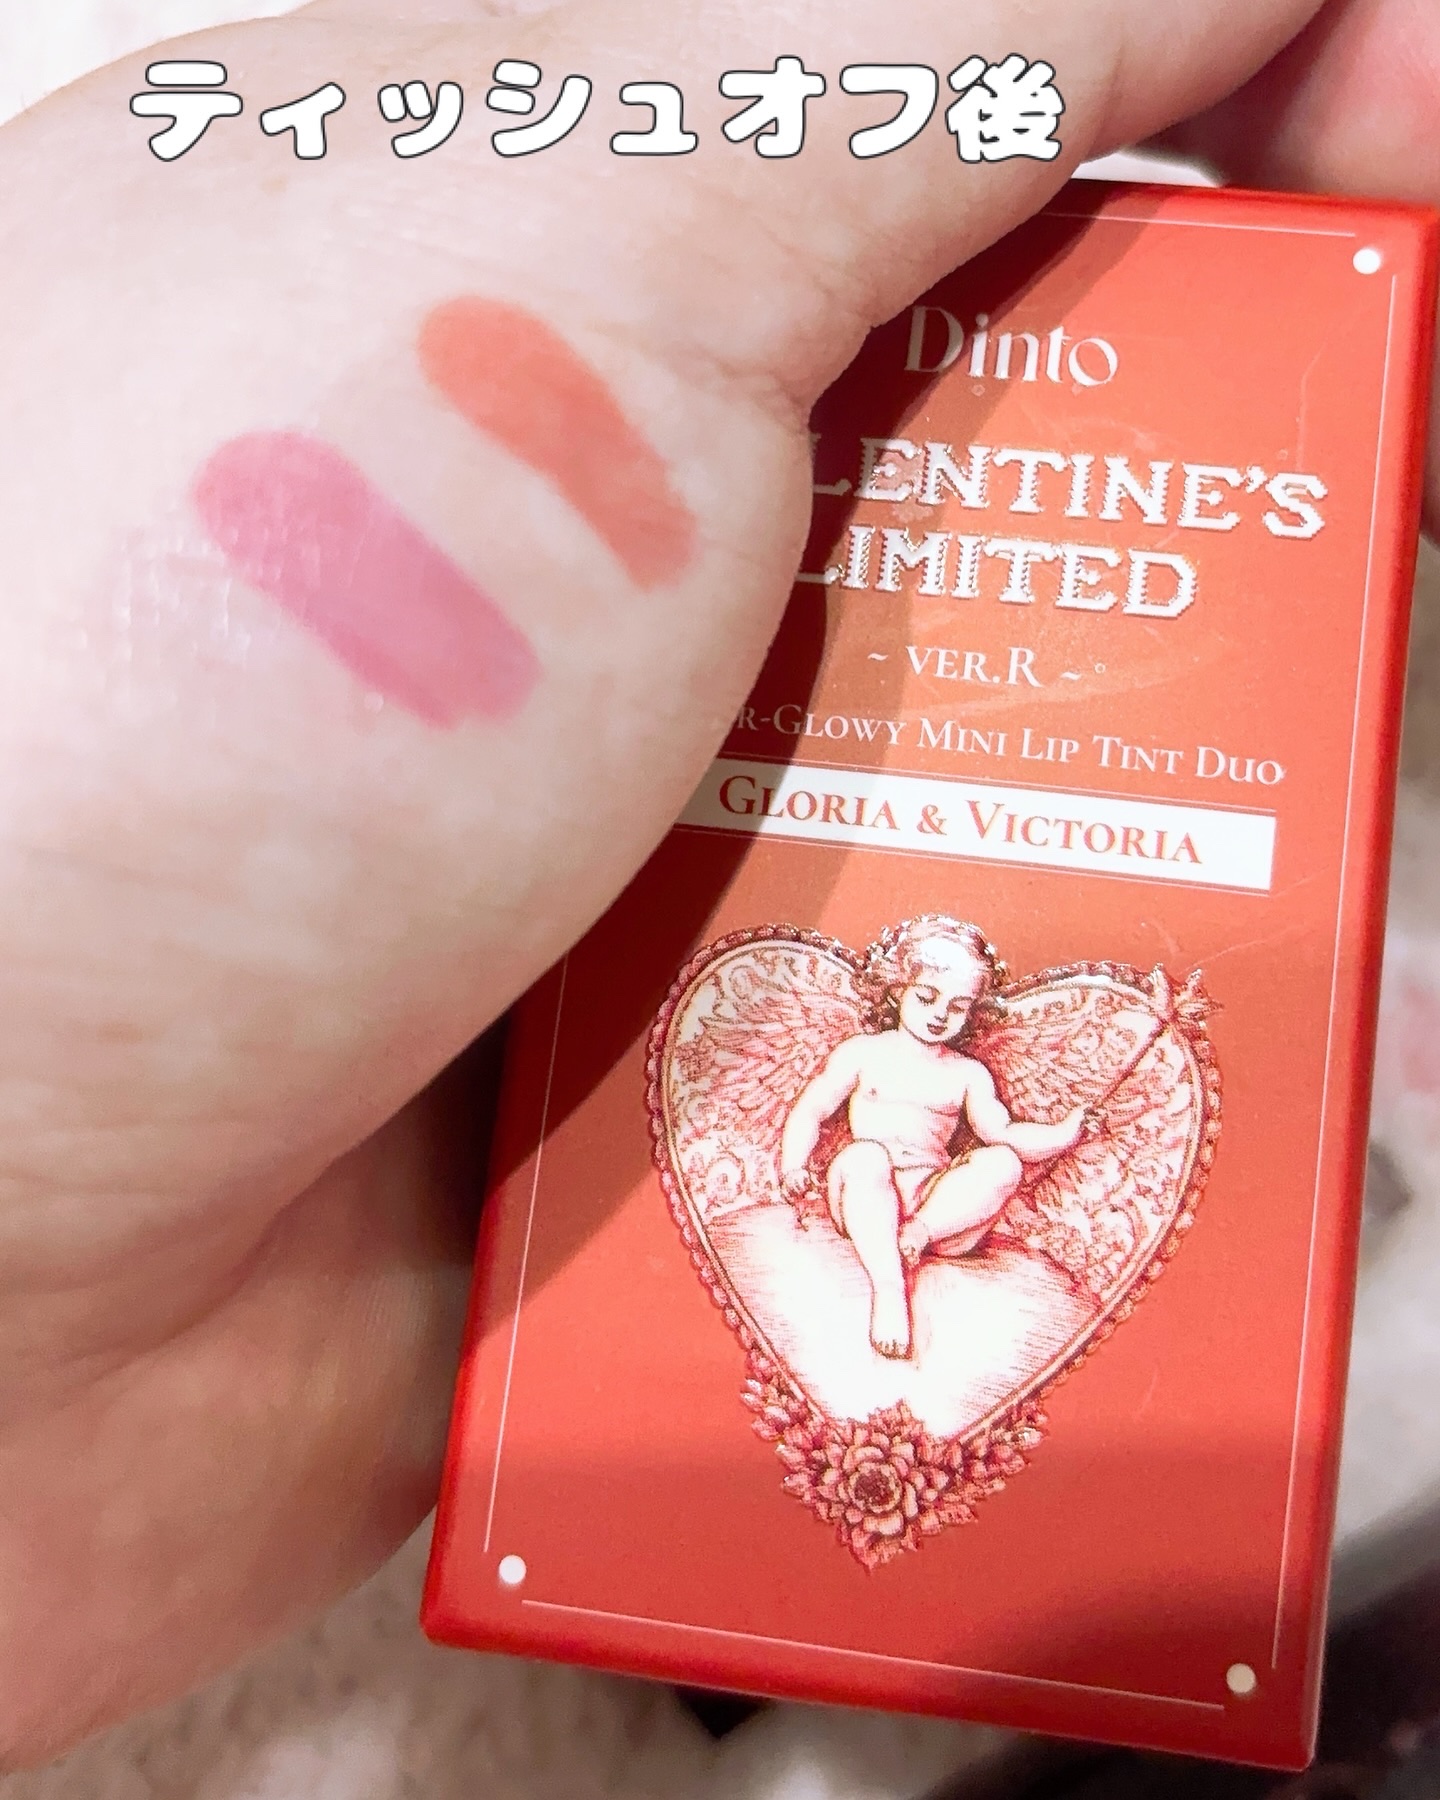 ティッシュオフ後
Dinto
LENTINE'S
LIMITED
~ VER.R ~
R-GLOWY MINI LIP TINT DUO
GLORIA & VICTORIA